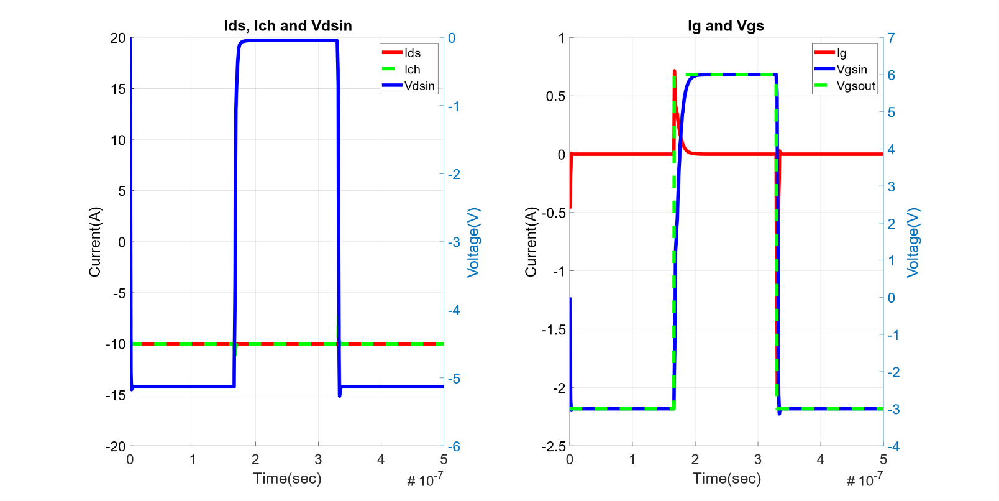 Ids, Ich and Vdsin
20
15
10
5
0
-5
-10
-15
-20
Current(A)
0
-1
-2
-3
-4
-5
-6
Voltage(V)
Ids
Ich
Vdsin
0 1 2 3 4 5
Time(sec)
# 10-7
Ig and Vgs
1
0.5
0
-0.5
-1
-1.5
-2
-2.5
Current(A)
7
6
5
4
3
2
1
0
-1
-2
-3
-4
Voltage(V)
Ig
Vgsin
Vgsout
0 1 2 3 4 5
Time(sec)
# 10-7